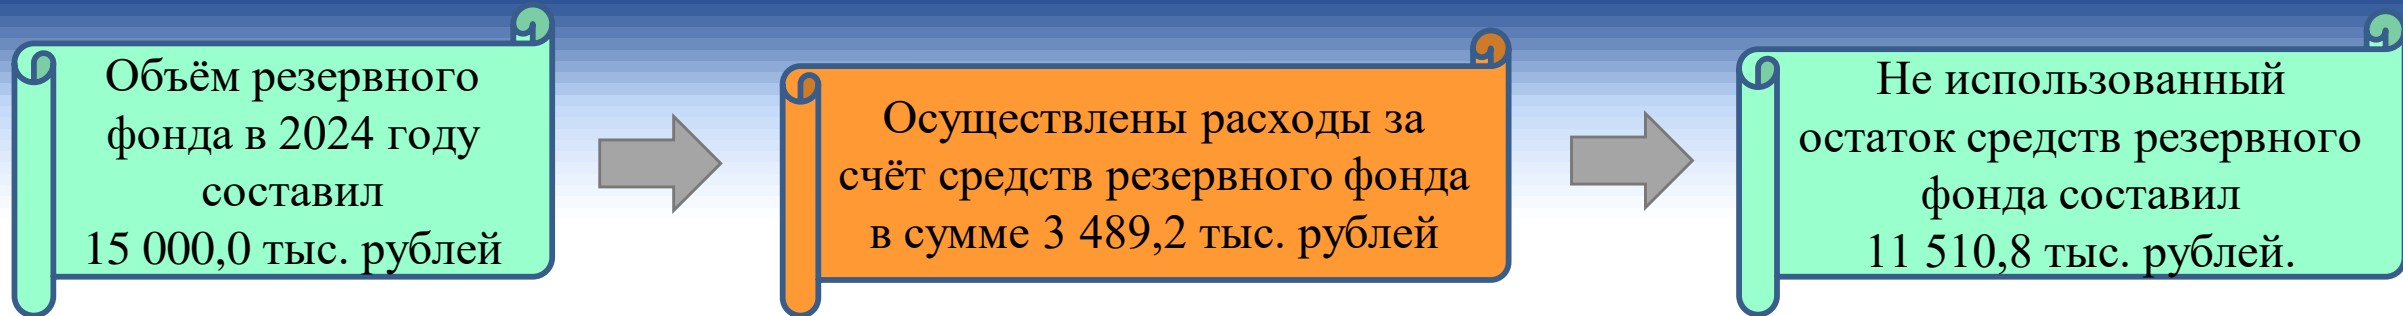 Объём резервного
фонда в 2024 году
составил
15 000,0 тыс. рублей
Осуществлены расходы за
счёт средств резервного фонда
в сумме 3 489,2 тыс. рублей
Не использованный
остаток средств резервного
фонда составил
11 510,8 тыс. рублей.